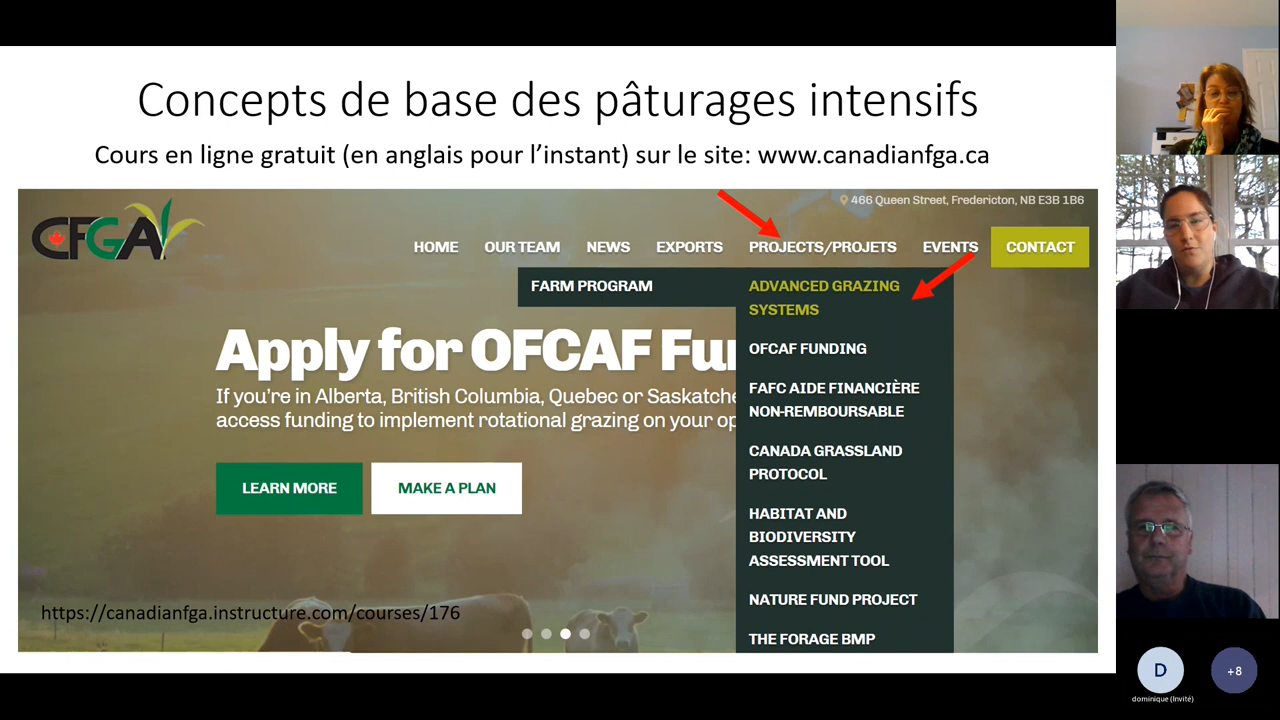 Concepts de base des pâturages intensifs
Cours en ligne gratuit (en anglais pour l’instant) sur le site: www.canadianfga.ca
466 Queen Street, Fredericton, NB E3B 1B6
CFGA
HOME OUR TEAM NEWS EXPORTS PROJECTS/PROJETS EVENTS CONTACT
FARM PROGRAM
ADVANCED GRAZING
SYSTEMS
OFCAF FUNDING
FAFC AIDE FINANCIÈRE
NON-REMBOURSABLE
CANADA GRASSLAND
PROTOCOL
HABITAT AND
BIODIVERSITY
ASSESSMENT TOOL
NATURE FUND PROJECT
THE FORAGE BMP
Apply for OFCAF Fu
If you're in Alberta, British Columbia, Quebec or Saskatche
access funding to implement rotational grazing on your op
LEARN MORE MAKE A PLAN
https://canadianfga.instructure.com/courses/176
D
+8
dominique (Invité)